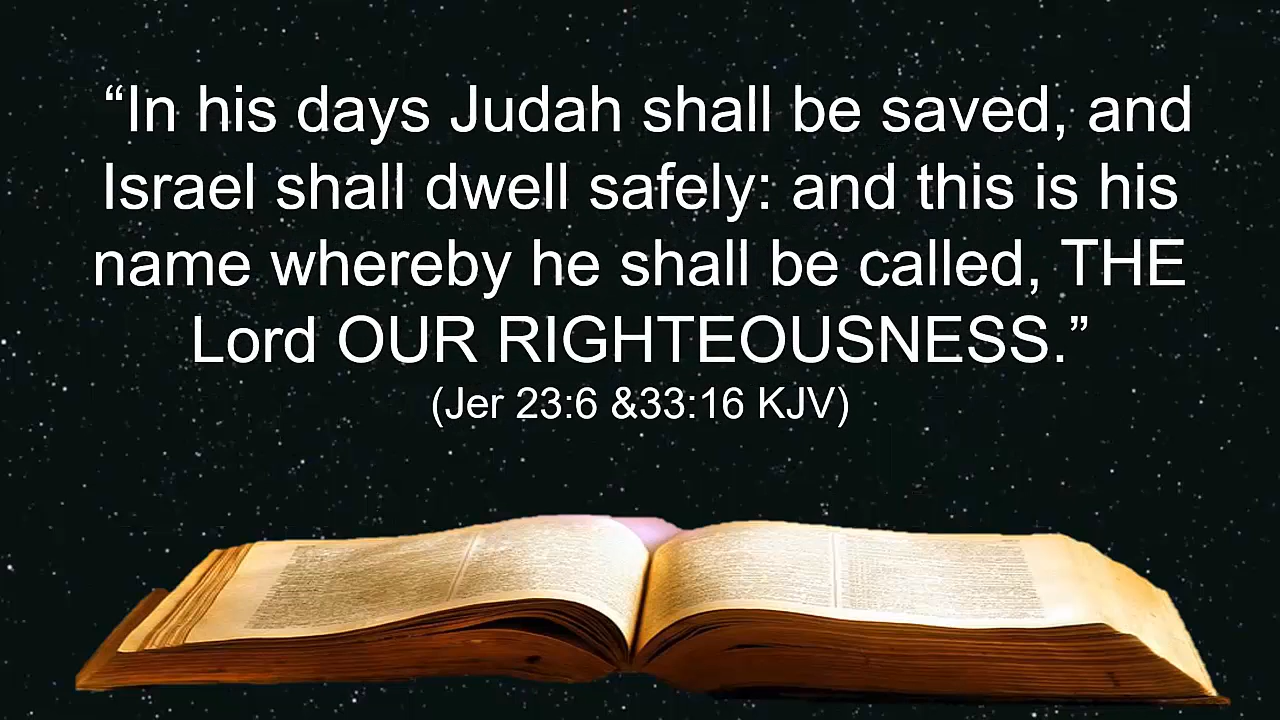 “In his days Judah shall be saved, and
Israel shall dwell safely: and this is his
name whereby he shall be called, THE
Lord OUR RIGHTEOUSNESS.”
(Jer 23:6 &33:16 KJV)